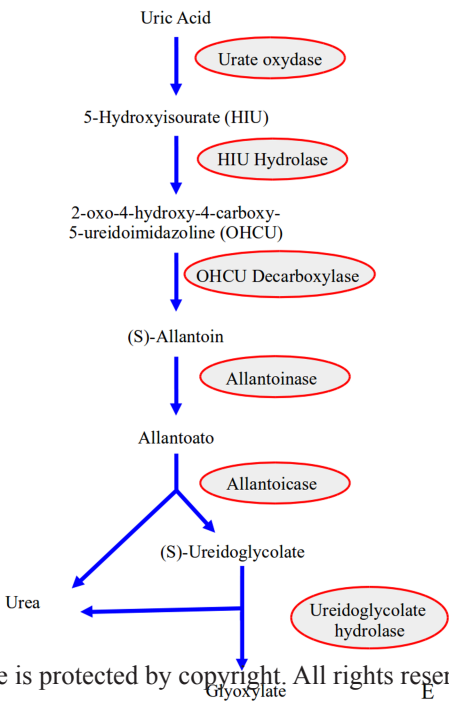 Uric Acid
Urate oxydase
5-Hydroxyisourate (HIU)
HIU Hydrolase
2-oxo-4-hydroxy-4-carboxy-
5-ureidoimidazoline (OHCU)
OHCU Decarboxylase
(S)-Allantoin
Allantoinase
Allantoato
Allantoicase
(S)-Ureidoglycolate
Urea
Ureidoglycolate
hydrolase
e is protected by copyright. All rights reser
Glyoxylate
E